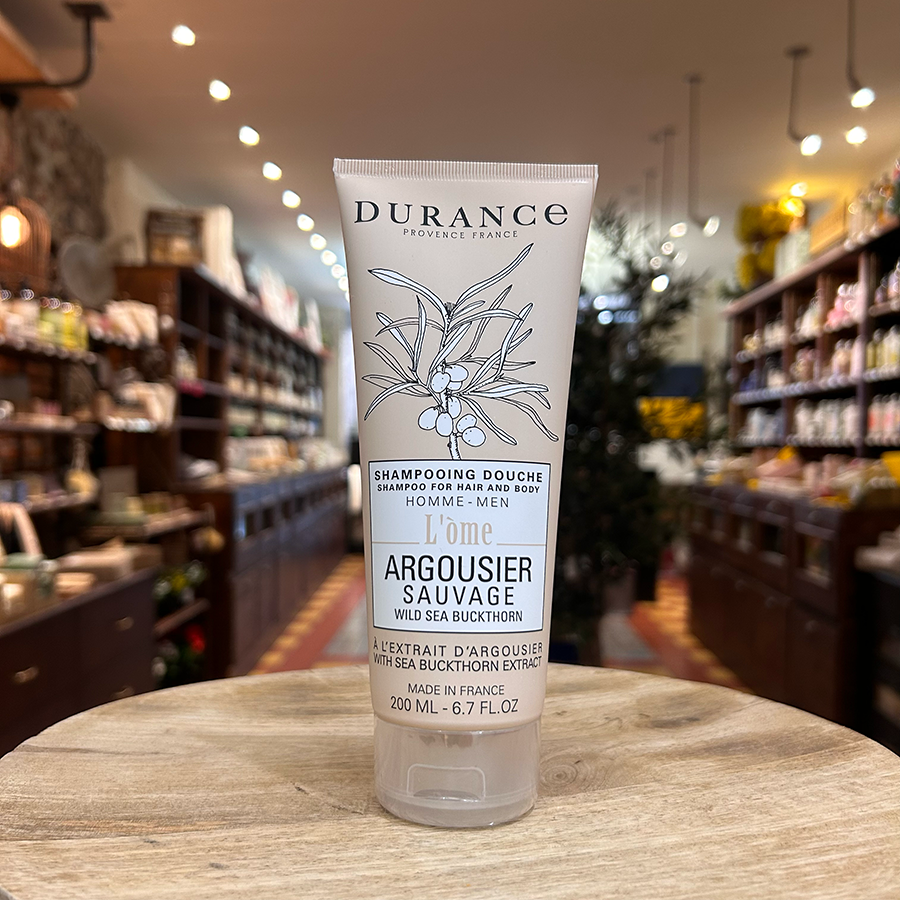 DURANCE
PROVENCE FRANCE
SHAMPOOING DOUCHE
SHAMPOO FOR HAIR AND BODY
HOMME - MEN
L'òme
ARGOUSIER
SAUVAGE
WILD SEA BUCKTHORN
À L'EXTRAIT D'ARGOUSIER
WITH SEA BUCKTHORN EXTRACT
MADE IN FRANCE
200 ML - 6.7 FL.OZ